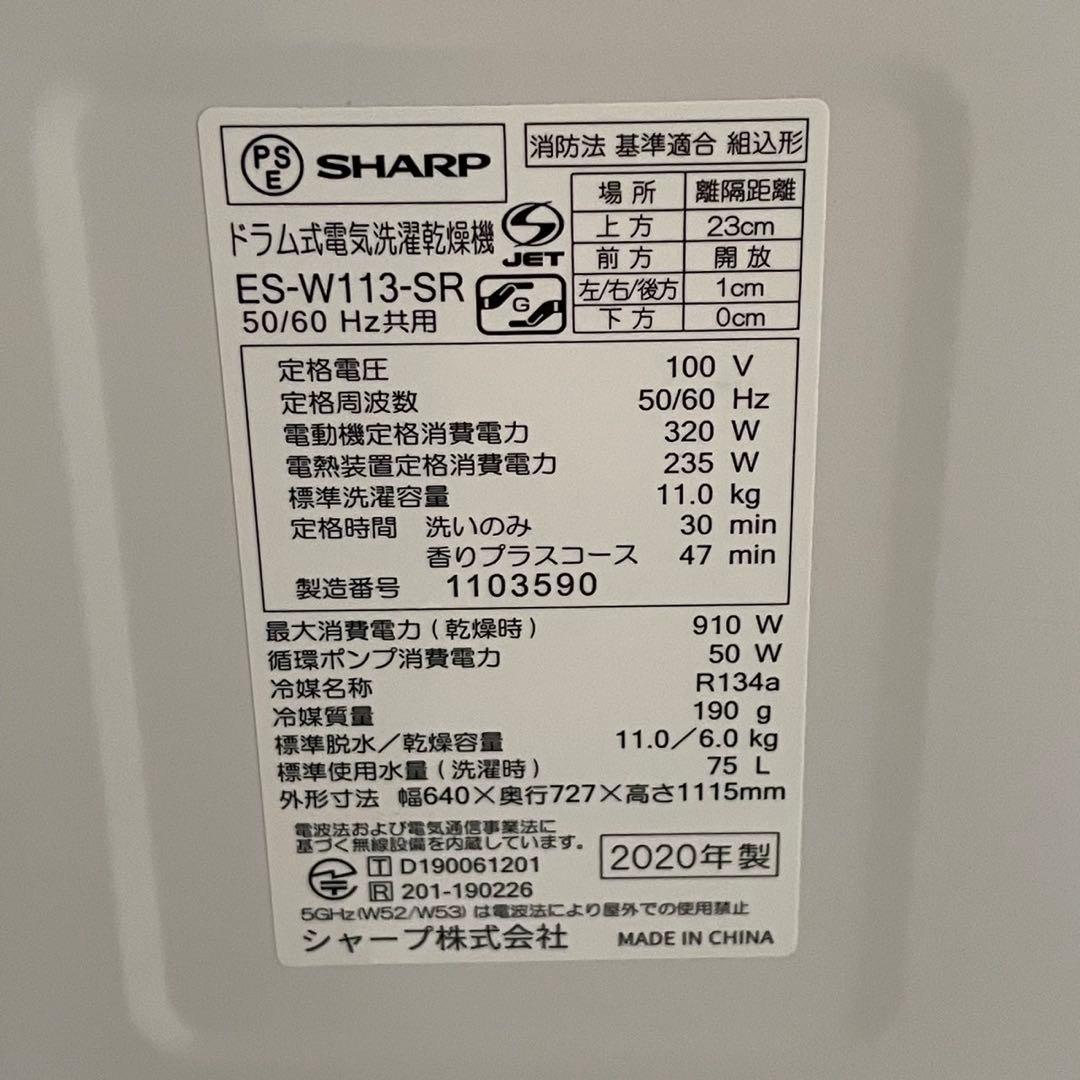 PSE SHARP
消防法 基準適合 組込形
場所 離隔距離
上方 23cm
前方 開放
左/右/後方 1cm
下方 0cm
ドラム式電気洗濯乾燥機
S JET
ES-W113-SR
G
50/60 Hz共用
定格電圧 100 V
定格周波数 50/60 Hz
電動機定格消費電力 320 W
電熱装置定格消費電力 235 W
標準洗濯容量 11.0 kg
定格時間 洗いのみ 30 min
香りプラスコース 47 min
製造番号 1103590
最大消費電力(乾燥時) 910 W
循環ポンプ消費電力 50 W
冷媒名称 R134a
冷媒質量 190 g
標準脱水/乾燥容量 11.0/6.0 kg
標準使用水量(洗濯時) 75 L
外形寸法 幅640×奥行727×高さ1115mm
電波法および電気通信事業法に
基づく無線設備を内蔵しています。
T D190061201
R 201-190226
2020年製
5GHz(W52/W53)は電波法により屋外での使用禁止
シャープ株式会社 MADE IN CHINA